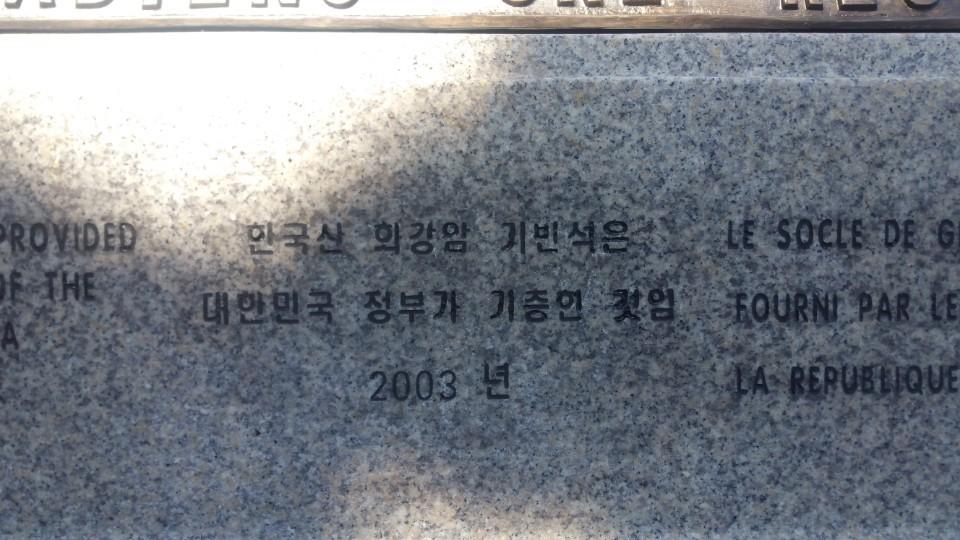 PROVIDED
OF THE
한국산 화강암 기반석은
대한민국 정부가 기증한 것임
2003 년
LE SOCLE DE
FOURNI PAR LE
LA RÉPUBLIQUE